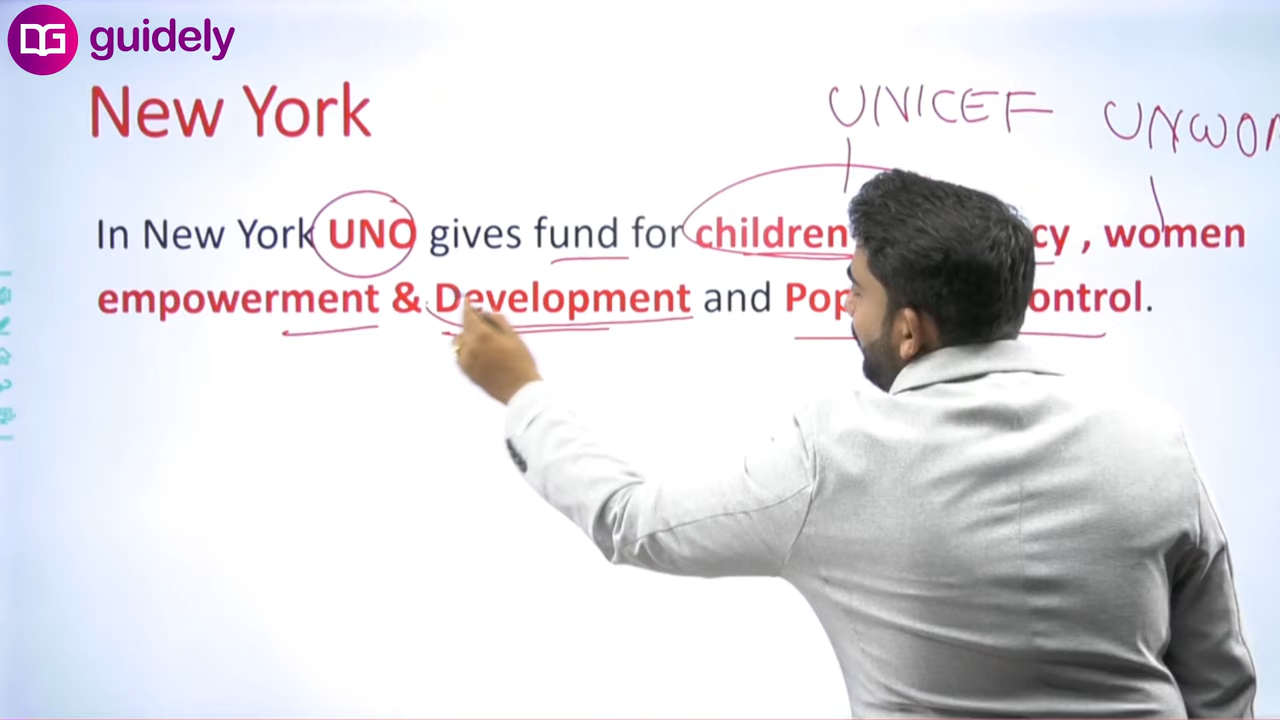 guidely
New York
UNICEF
In New York UNO gives fund for children cy , women
empowerment & Development and Pop ontrol.